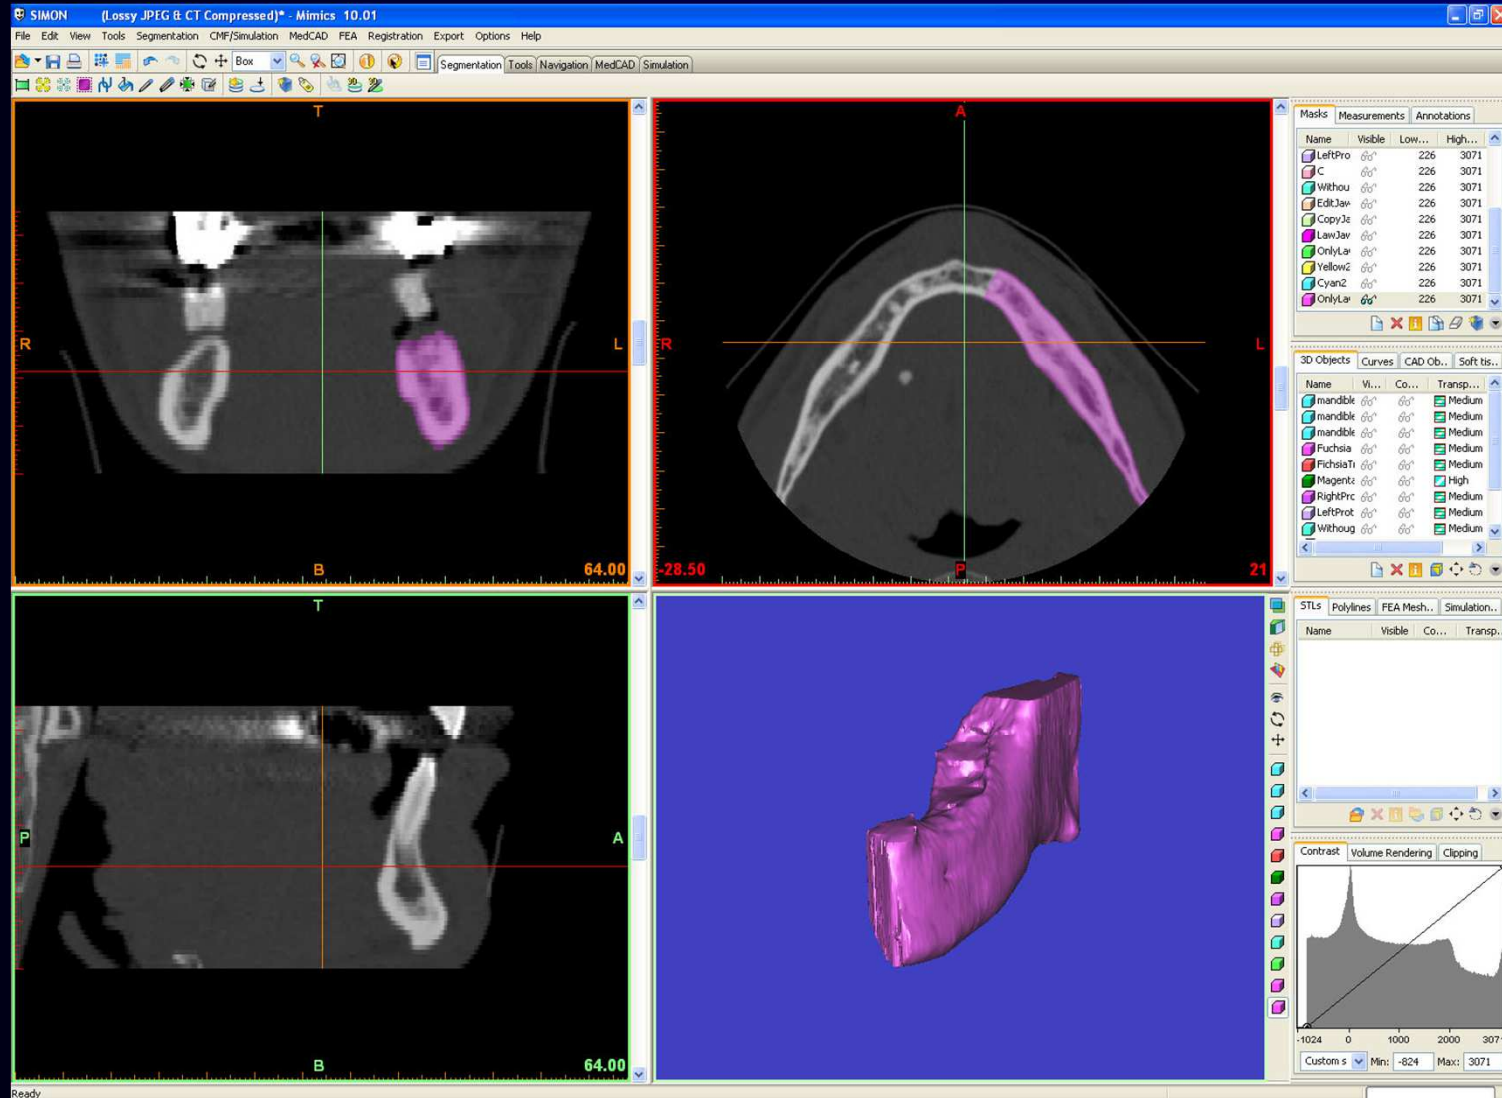 SIMON (Lossy JPEG & CT Compressed)* - Mimics 10.01
File Edit View Tools Segmentation CMF/Simulation MedCAD FEA Registration Export Options Help
Box Segmentation Tools Navigation MedCAD Simulation
T
R
L
B
64.00
A
R
L
-28.50
P
21
T
P
A
B
64.00
Masks Measurements Annotations
Name Visible Low... High...
LeftPro 226 3071
C 226 3071
Withou 226 3071
EditJaw 226 3071
CopyJa 226 3071
LawJaw 226 3071
OnlyLa 226 3071
Yellow2 226 3071
Cyan2 226 3071
OnlyLa 226 3071
3D Objects Curves CAD Ob.. Soft tis..
Name Vi... Co... Transp...
mandible Medium
mandible Medium
mandible Medium
Fuchsia Medium
FichsiaTr Medium
Magenta High
RightPrc Medium
LeftProt Medium
Withoug Medium
STLs Polylines FEA Mesh.. Simulation..
Name Visible Co... Transp..
Contrast Volume Rendering Clipping
-1024 0 1000 2000 307
Custom s Min: -824 Max: 3071
Ready